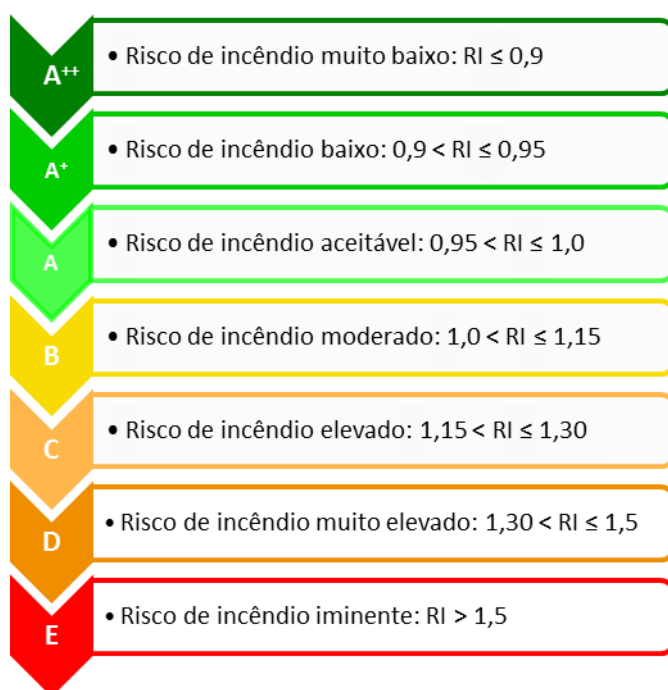 A⁺⁺
• Risco de incêndio muito baixo: RI ≤ 0,9
A⁺
• Risco de incêndio baixo: 0,9 < RI ≤ 0,95
A
• Risco de incêndio aceitável: 0,95 < RI ≤ 1,0
B
• Risco de incêndio moderado: 1,0 < RI ≤ 1,15
C
• Risco de incêndio elevado: 1,15 < RI ≤ 1,30
D
• Risco de incêndio muito elevado: 1,30 < RI ≤ 1,5
E
• Risco de incêndio iminente: RI > 1,5